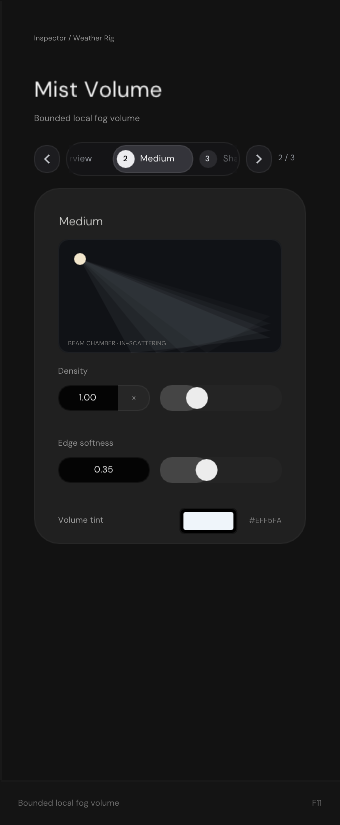 Inspector / Weather Rig
Mist Volume
Bounded local fog volume
view 2 Medium 3 Sh 2 / 3
Medium
BEAM CHAMBER · IN-SCATTERING
Density
1.00 ×
Edge softness
0.35
Volume tint #EFF5FA
Bounded local fog volume F11